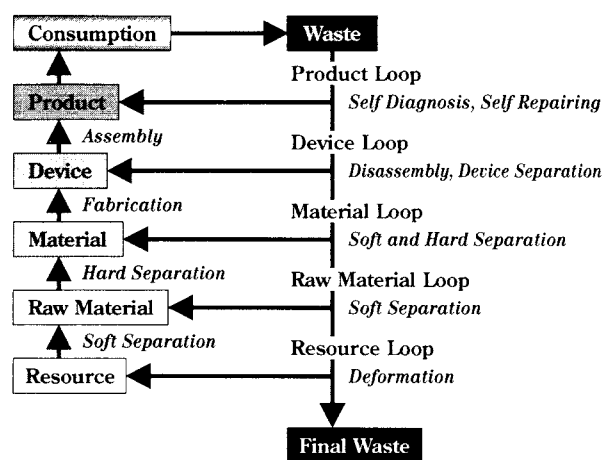 Consumption
Waste
Product Loop
Product
Self Diagnosis, Self Repairing
Assembly
Device Loop
Device
Disassembly, Device Separation
Fabrication
Material Loop
Material
Soft and Hard Separation
Hard Separation
Raw Material Loop
Raw Material
Soft Separation
Soft Separation
Resource Loop
Resource
Deformation
Final Waste